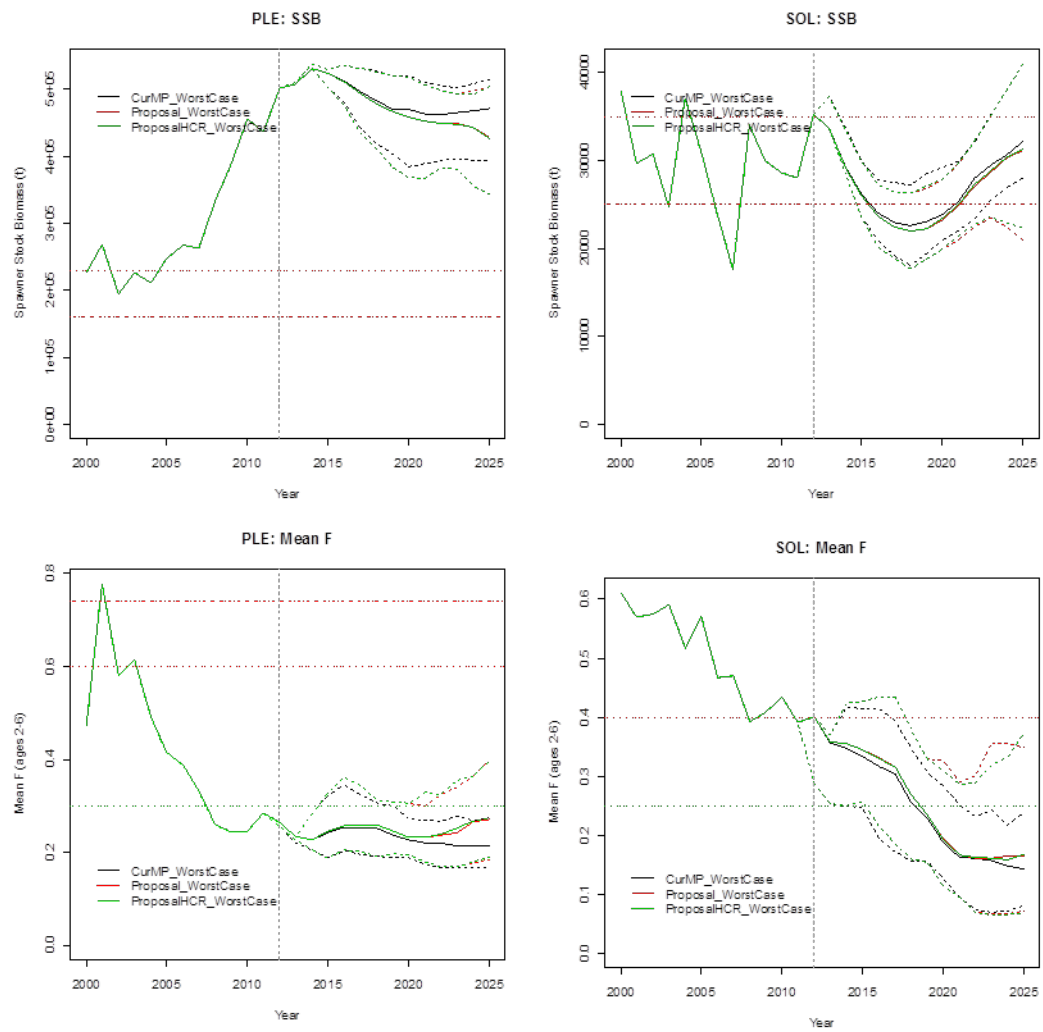 PLE: SSB
Spawner Stock Biomass (t)
5e+05
4e+05
3e+05
2e+05
1e+05
0e+00
CurMP_WorstCase
Proposal_WorstCase
ProposalHCR_WorstCase
2000 2005 2010 2015 2020 2025
Year
SOL: SSB
Spawner Stock Biomass (t)
40000
30000
20000
10000
0
CurMP_WorstCase
Proposal_WorstCase
ProposalHCR_WorstCase
2000 2005 2010 2015 2020 2025
Year
PLE: Mean F
Mean F (ages 2-6)
0.8
0.6
0.4
0.2
0.0
CurMP_WorstCase
Proposal_WorstCase
ProposalHCR_WorstCase
2000 2005 2010 2015 2020 2025
Year
SOL: Mean F
Mean F (ages 2-6)
0.6
0.5
0.4
0.3
0.2
0.1
0.0
CurMP_WorstCase
Proposal_WorstCase
ProposalHCR_WorstCase
2000 2005 2010 2015 2020 2025
Year